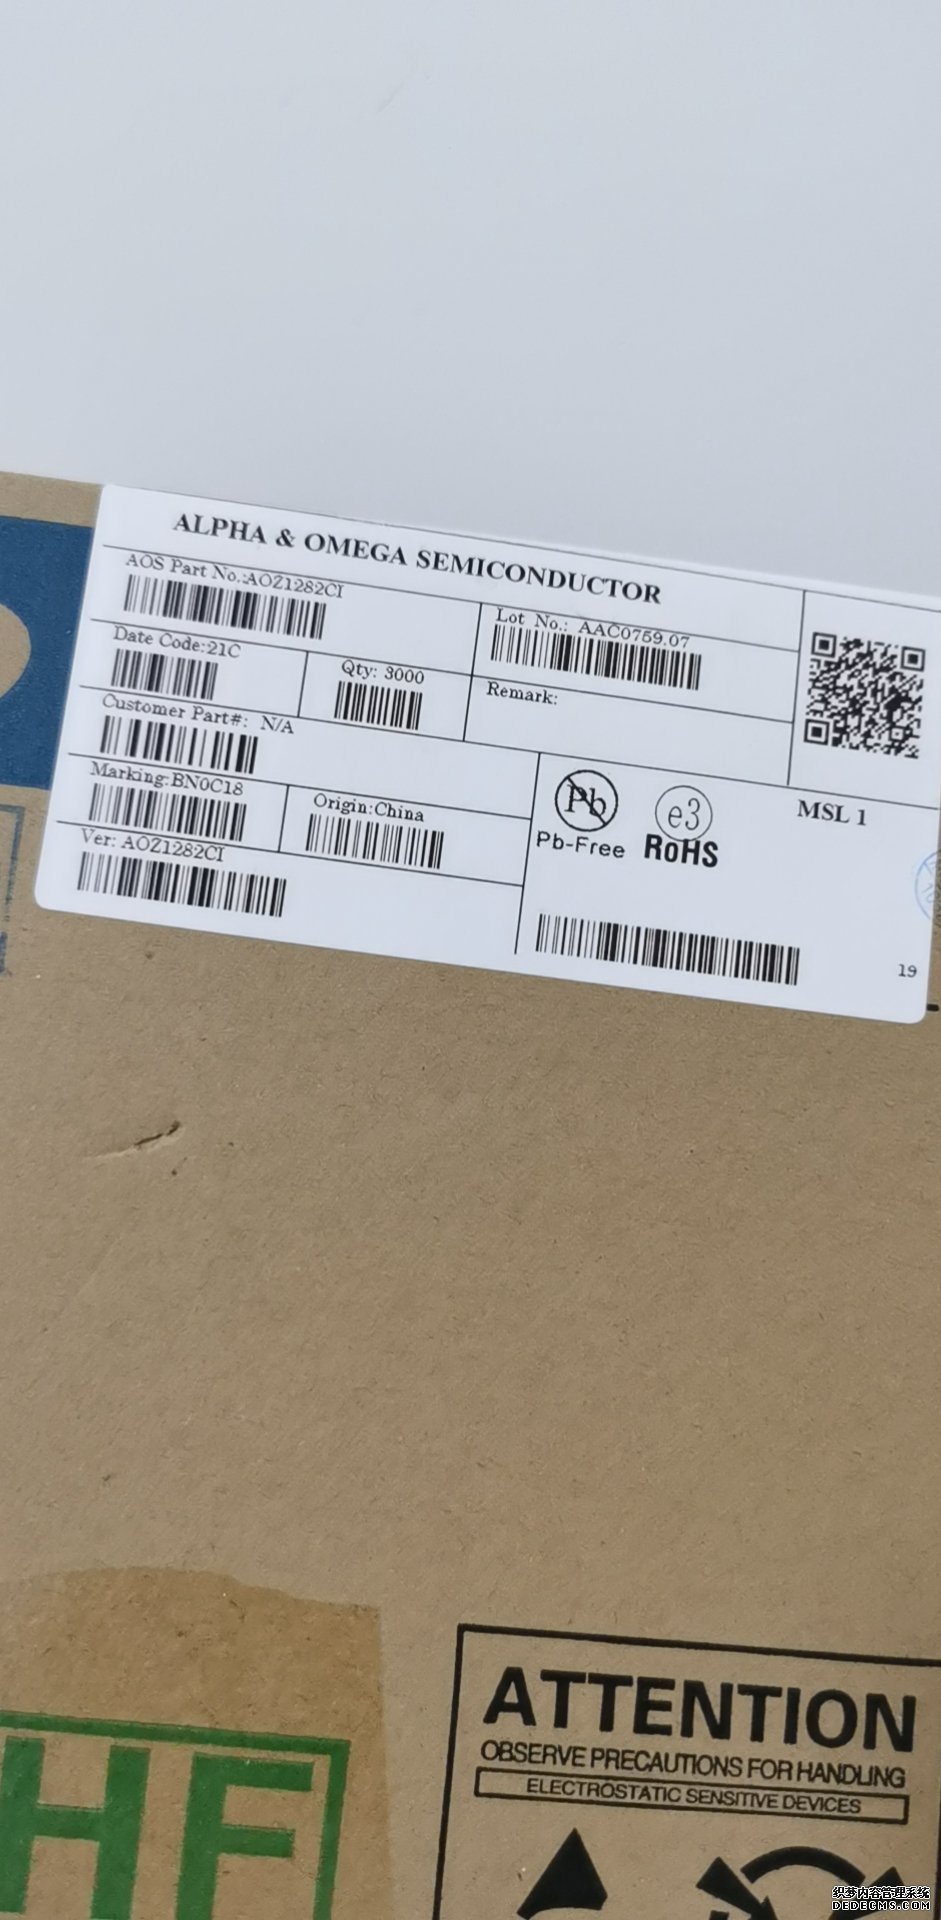 ALPHA & OMEGA SEMICONDUCTOR
AOS Part No.:AOZ1282CI
Lot No.: AAC0759.07
Date Code:21C
Qty: 3000
Remark:
Customer Part#: N/A
Marking:BN0C18
Origin:China
Ver: AOZ1282CI
Pb
Pb-Free
e3
RoHS
MSL 1
19
HF
ATTENTION
OBSERVE PRECAUTIONS FOR HANDLING
ELECTROSTATIC SENSITIVE DEVICES
织梦内容管理系统
DEDECMS.COM